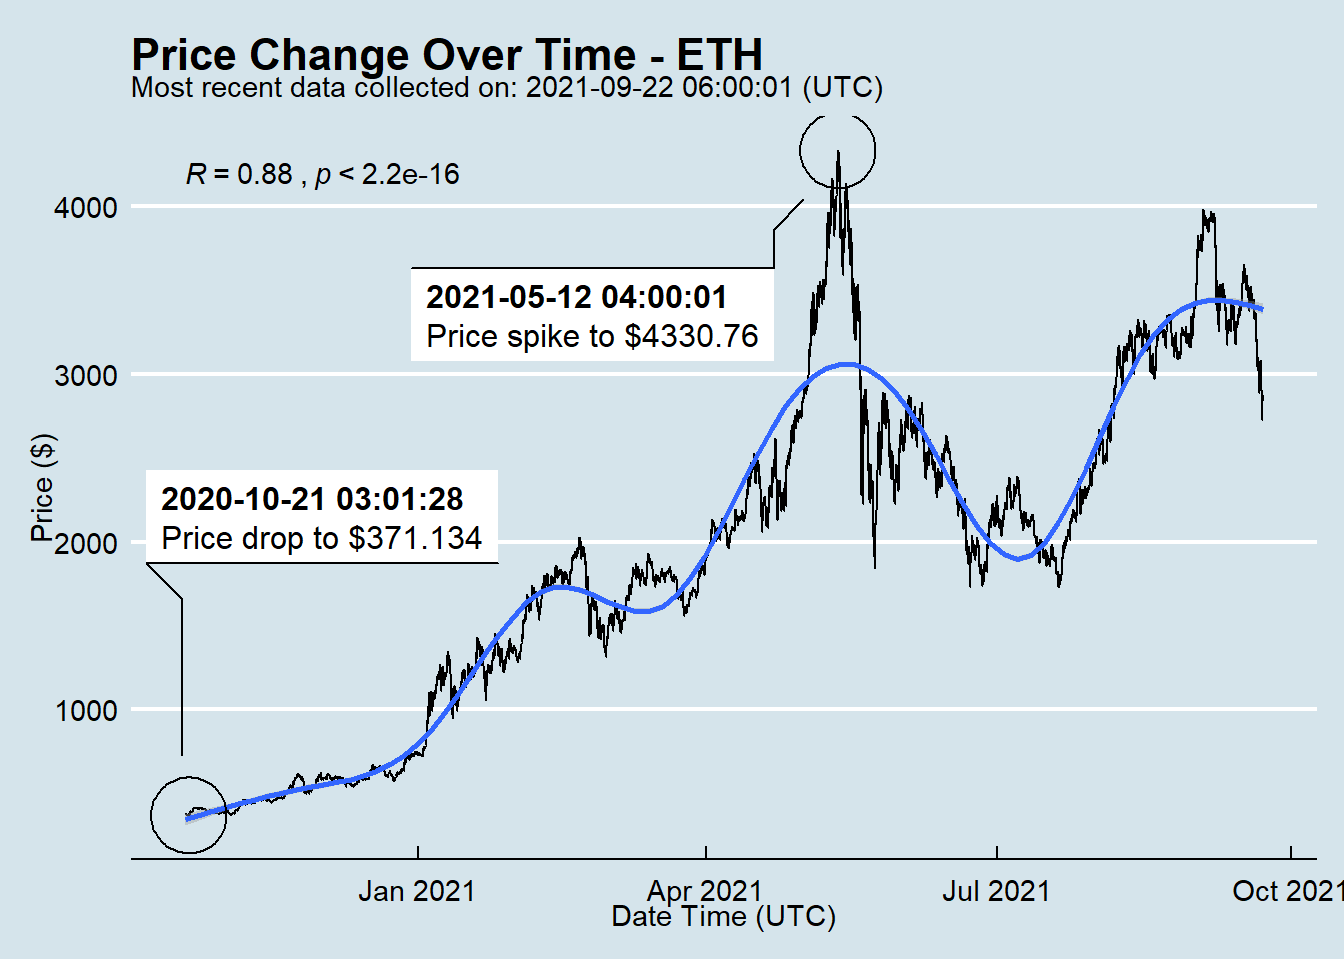 Price Change Over Time - ETH
Most recent data collected on: 2021-09-22 06:00:01 (UTC)
R = 0.88 , p < 2.2e-16
4000
2021-05-12 04:00:01
Price spike to $4330.76
3000
Price ($)
2020-10-21 03:01:28
Price drop to $371.134
2000
1000
Jan 2021 Apr 2021 Jul 2021 Oct 2021
Date Time (UTC)